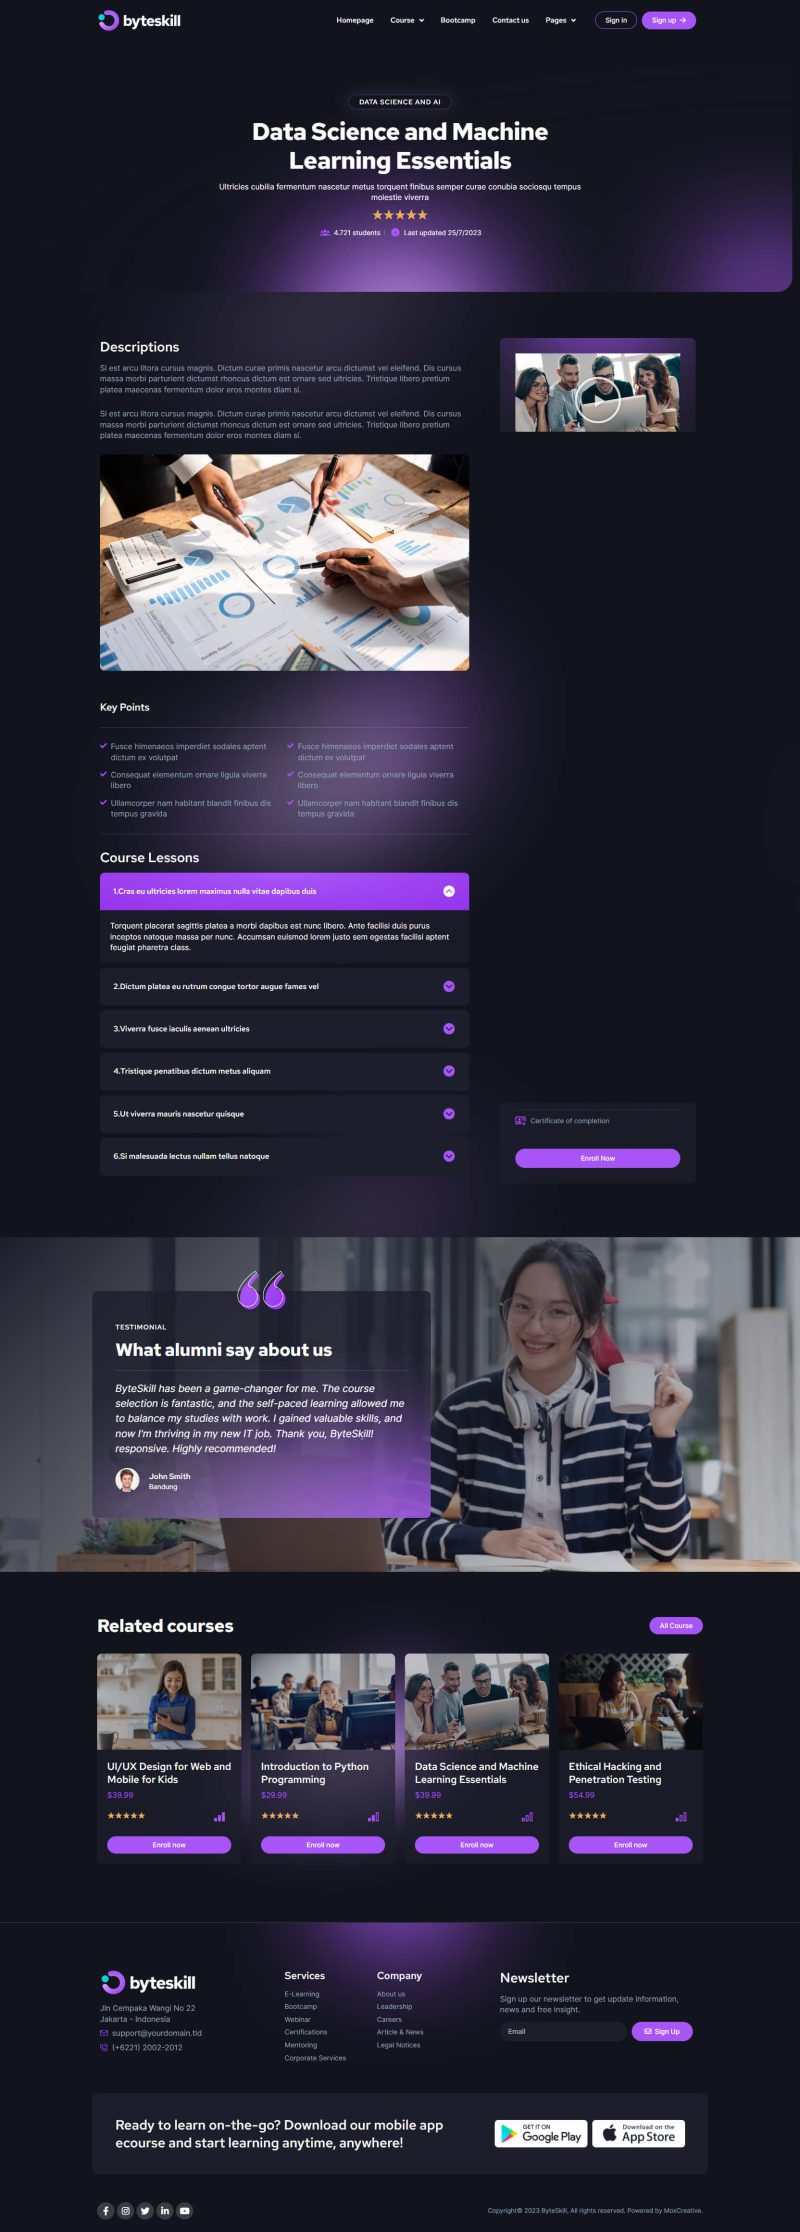 byteskill
Homepage
Course
Bootcamp
Contact us
Pages
Sign in
Sign up
DATA SCIENCE AND AI
Data Science and Machine
Learning Essentials
Ultricies cubilia fermentum nascetur metus torquent finibus semper curae conubia sociosqu tempus
molestie viverra
4.721 students
Last updated 25/7/2023
Descriptions
Si est arcu litora cursus magnis. Dictum curae primis nascetur arcu dictumst vel eleifend. Dis cursus
massa morbi parturient dictumst rhoncus dictum est ornare sed ultricies. Tristique libero pretium
platea maecenas fermentum dolor eros montes diam si.
Si est arcu litora cursus magnis. Dictum curae primis nascetur arcu dictumst vel eleifend. Dis cursus
massa morbi parturient dictumst rhoncus dictum est ornare sed ultricies. Tristique libero pretium
platea maecenas fermentum dolor eros montes diam si.
Key Points
Fusce himenaeos imperdiet sodales aptent
dictum ex volutpat
Consequat elementum ornare ligula viverra
libero
Ullamcorper nam habitant blandit finibus dis
tempus gravida
Fusce himenaeos imperdiet sodales aptent
dictum ex volutpat
Consequat elementum ornare ligula viverra
libero
Ullamcorper nam habitant blandit finibus dis
tempus gravida
Course Lessons
1.Cras eu ultricies lorem maximus nulla vitae dapibus duis
Torquent placerat sagittis platea a morbi dapibus est nunc libero. Ante facilisi duis purus
inceptos natoque massa per nunc. Accumsan euismod lorem justo sem egestas facilisi aptent
feugiat pharetra class.
2.Dictum platea eu rutrum congue tortor augue fames vel
3.Viverra fusce iaculis aenean ultricies
4.Tristique penatibus dictum metus aliquam
5.Ut viverra mauris nascetur quisque
6.Si malesuada lectus nullam tellus natoque
Certificate of completion
Enroll Now
TESTIMONIAL
What alumni say about us
ByteSkill has been a game-changer for me. The course
selection is fantastic, and the self-paced learning allowed me
to balance my studies with work. I gained valuable skills, and
now I'm thriving in my new IT job. Thank you, ByteSkill!
responsive. Highly recommended!
John Smith
Bandung
Related courses
All Course
UI/UX Design for Web and
Mobile for Kids
$39.99
Enroll now
Introduction to Python
Programming
$29.99
Enroll now
Data Science and Machine
Learning Essentials
$39.99
Enroll now
Ethical Hacking and
Penetration Testing
$54.99
Enroll now
byteskill
Jln Cempaka Wangi No 22
Jakarta - Indonesia
support@yourdomain.tld
(+6221) 2002-2012
Services
E-Learning
Bootcamp
Webinar
Certifications
Mentoring
Corporate Services
Company
About us
Leadership
Careers
Article & News
Legal Notices
Newsletter
Sign up our newsletter to get update information,
news and free insight.
Email
Sign Up
Ready to learn on-the-go? Download our mobile app
ecourse and start learning anytime, anywhere!
GET IT ON
Google Play
Download on the
App Store
Copyright© 2023 ByteSkill, All rights reserved. Powered by MoxCreative.